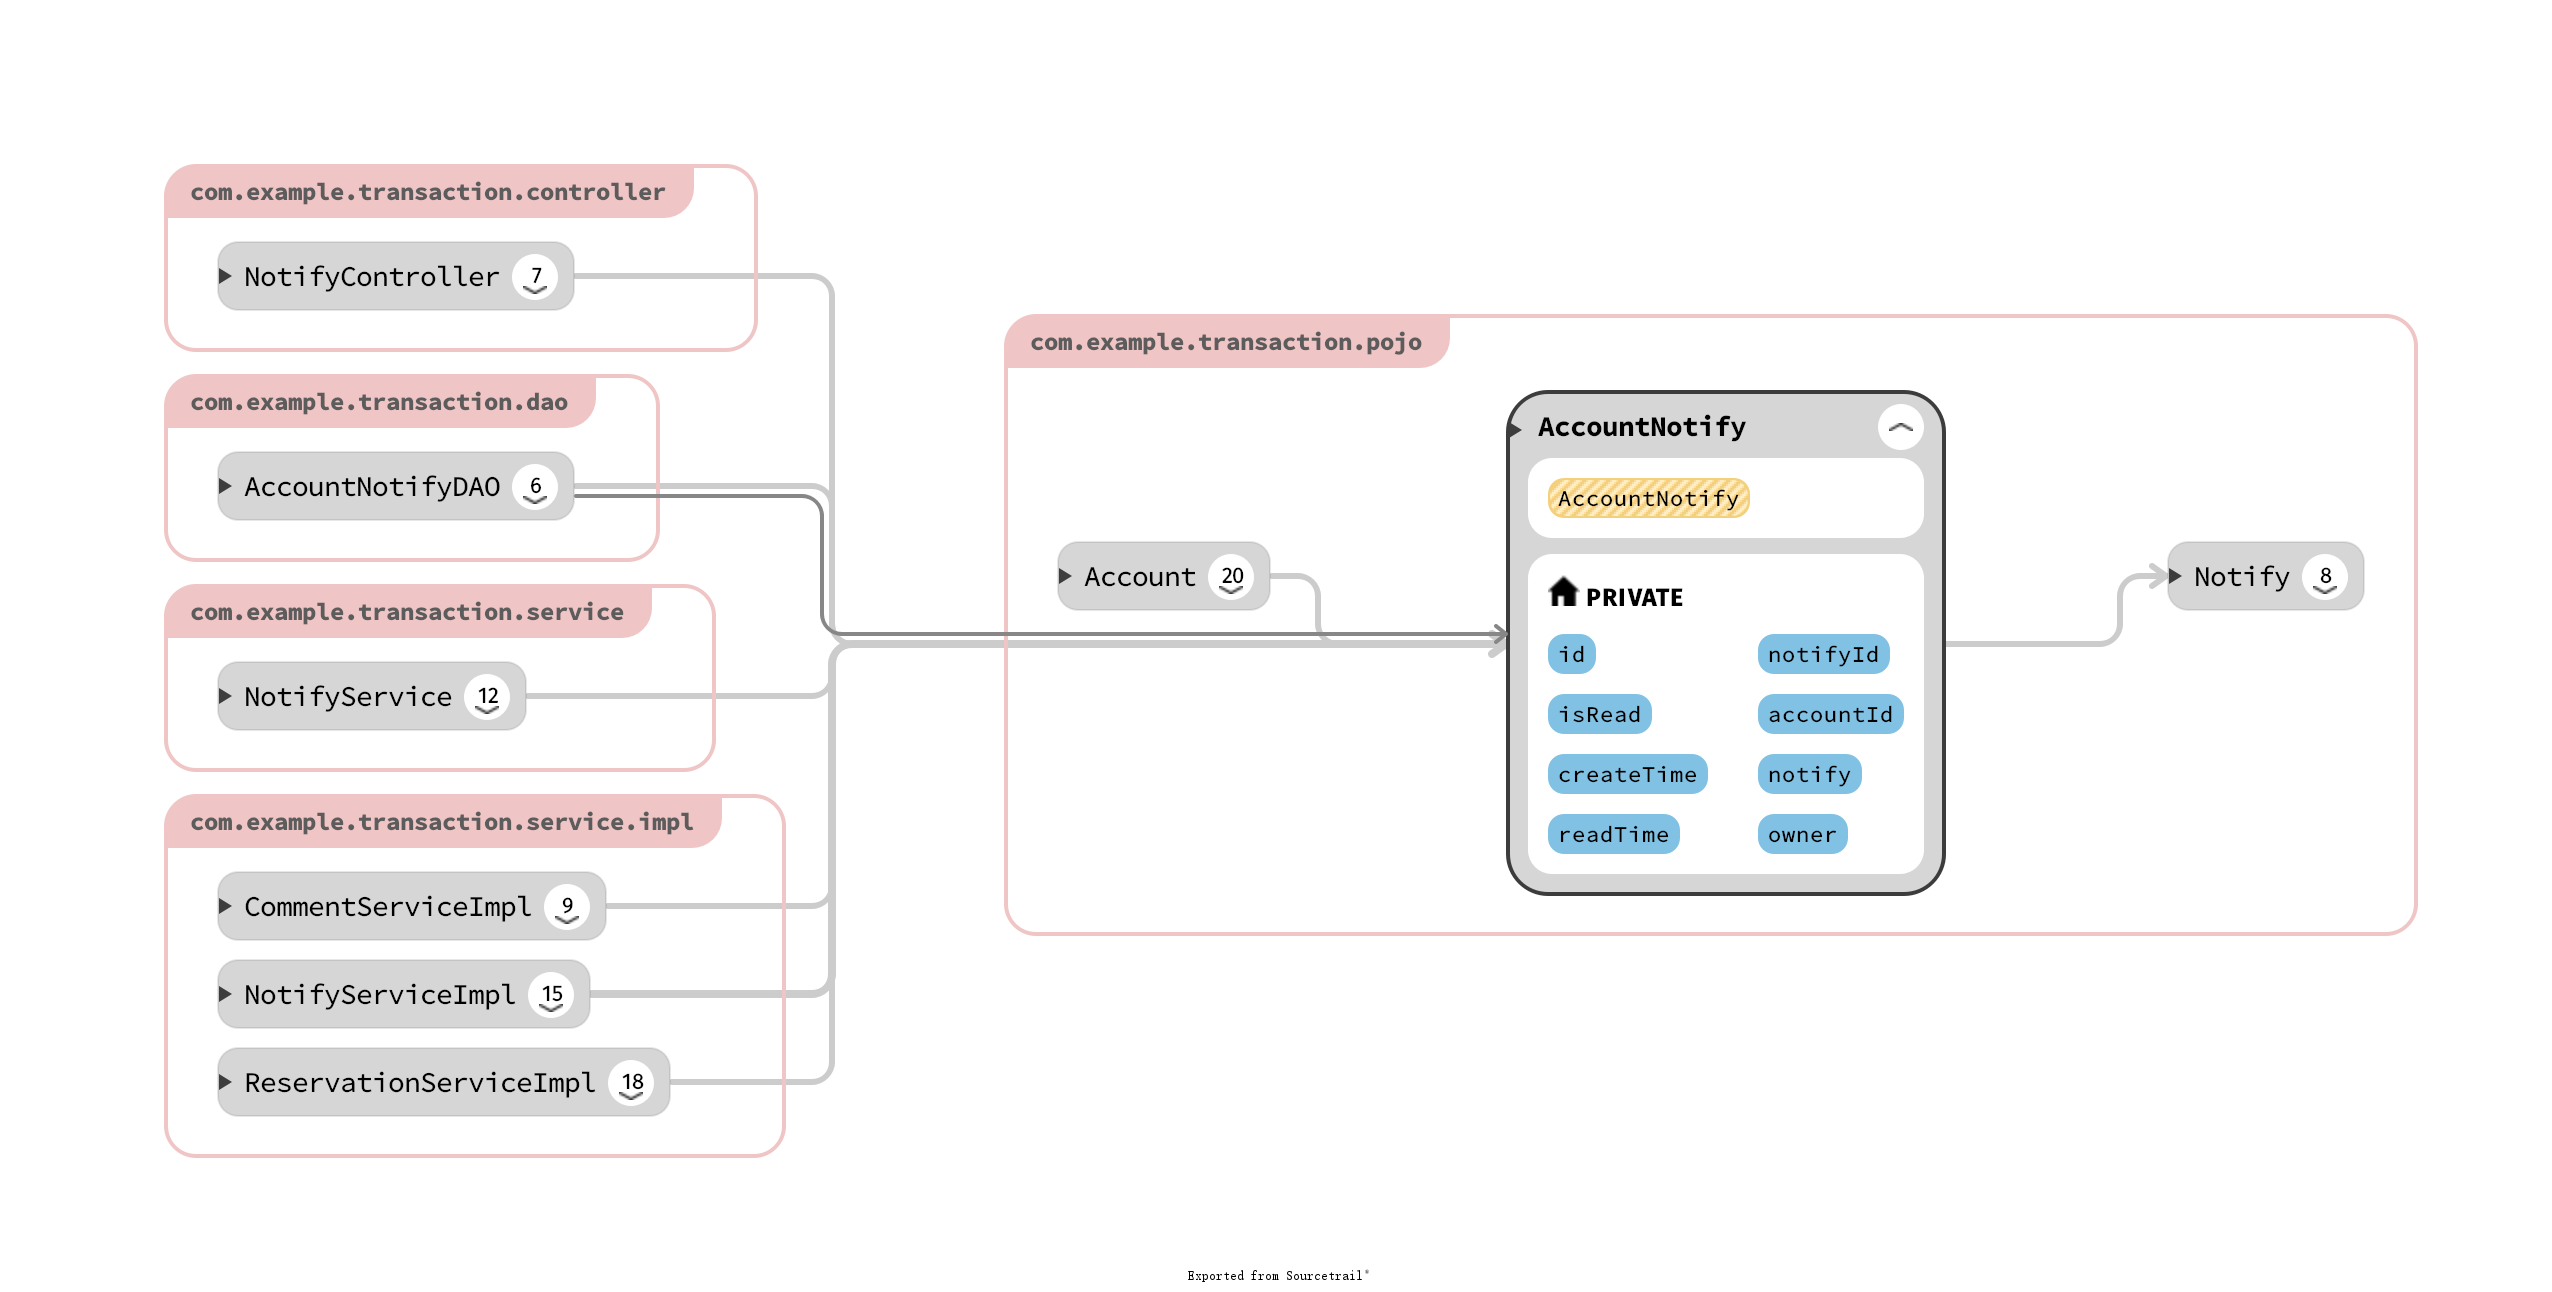 com.example.transaction.controller
NotifyController 7
com.example.transaction.dao
AccountNotifyDAO 6
com.example.transaction.service
NotifyService 12
com.example.transaction.service.impl
CommentServiceImpl 9
NotifyServiceImpl 15
ReservationServiceImpl 18
com.example.transaction.pojo
Account 20
AccountNotify
AccountNotify
PRIVATE
id notifyId
isRead accountId
createTime notify
readTime owner
Notify 8
Exported from Sourcetrail®